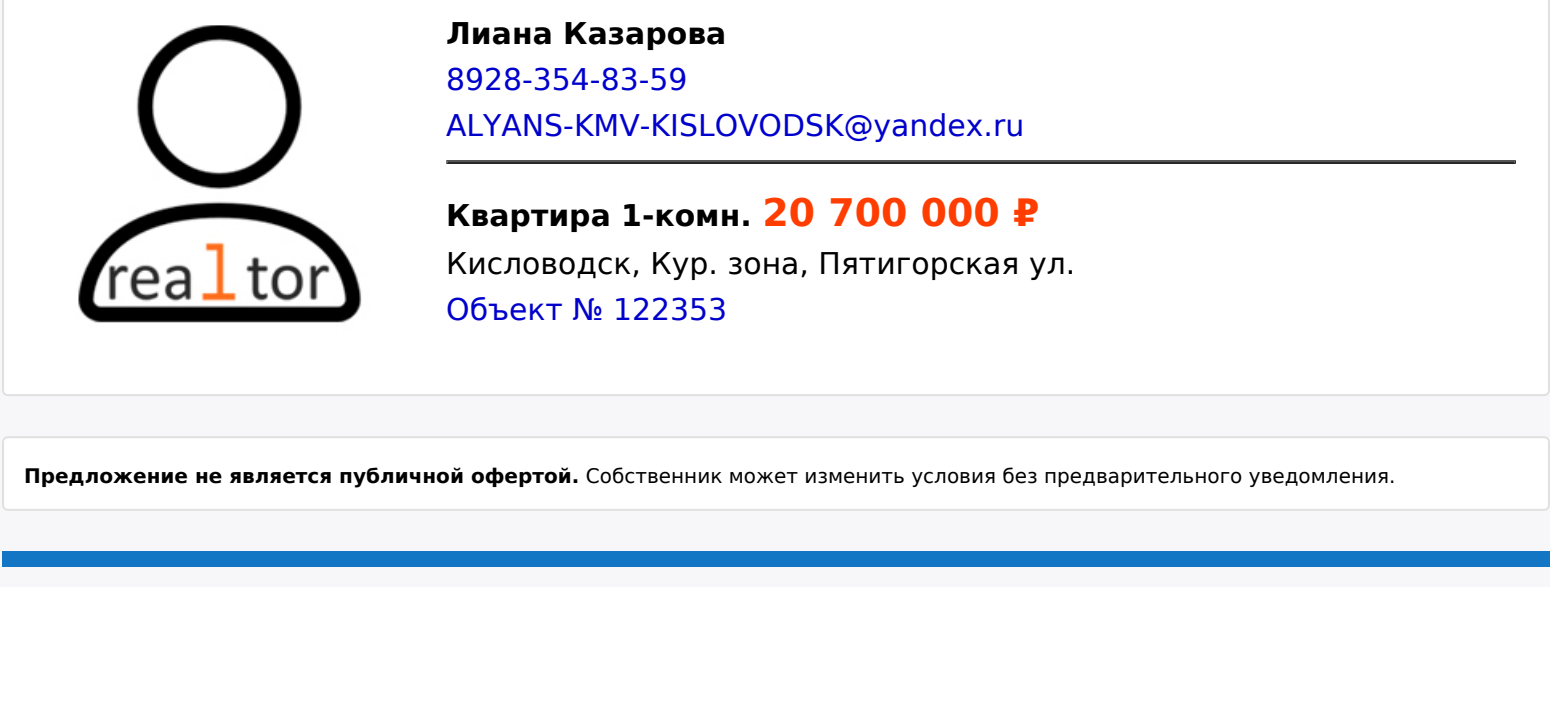 Лиана Казарова
8928-354-83-59
ALYANS-KMV-KISLOVODSK@yandex.ru
rea1tor
Квартира 1-комн. 20 700 000 ₽
Кисловодск, Кур. зона, Пятигорская ул.
Объект № 122353
Предложение не является публичной офертой. Собственник может изменить условия без предварительного уведомления.